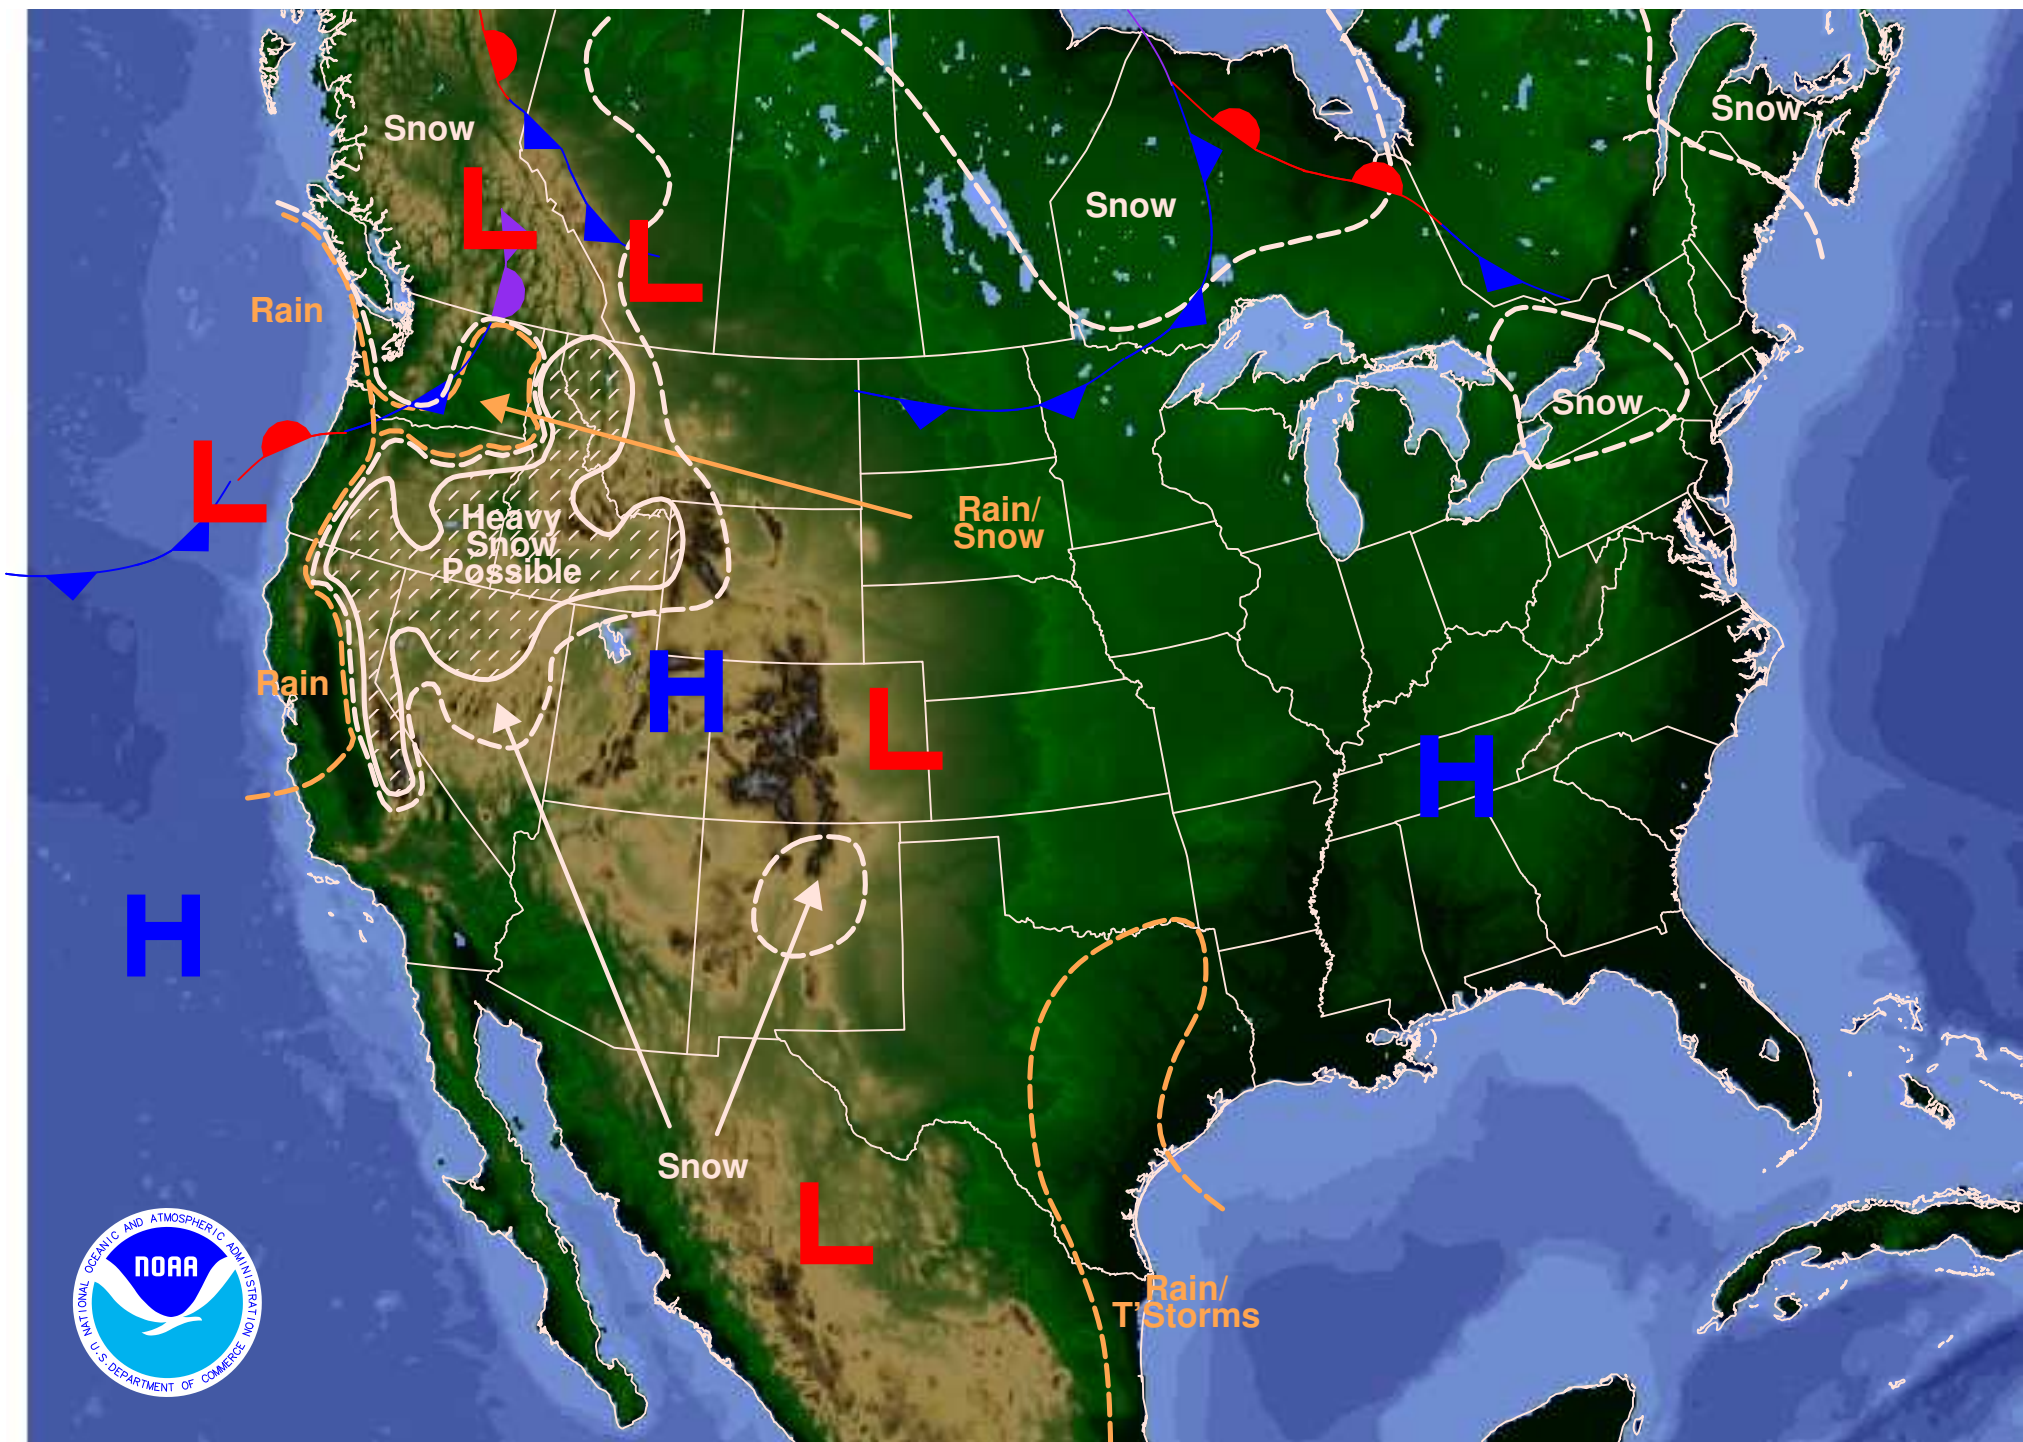 Snow
Snow
Snow
L
L
Rain
Snow
L
Heavy
Snow
Possible
Rain/
Snow
Rain
H
L
H
H
Snow
L
Rain/
T'Storms
NOAA
NATIONAL OCEANIC AND ATMOSPHERIC ADMINISTRATION
U.S. DEPARTMENT OF COMMERCE